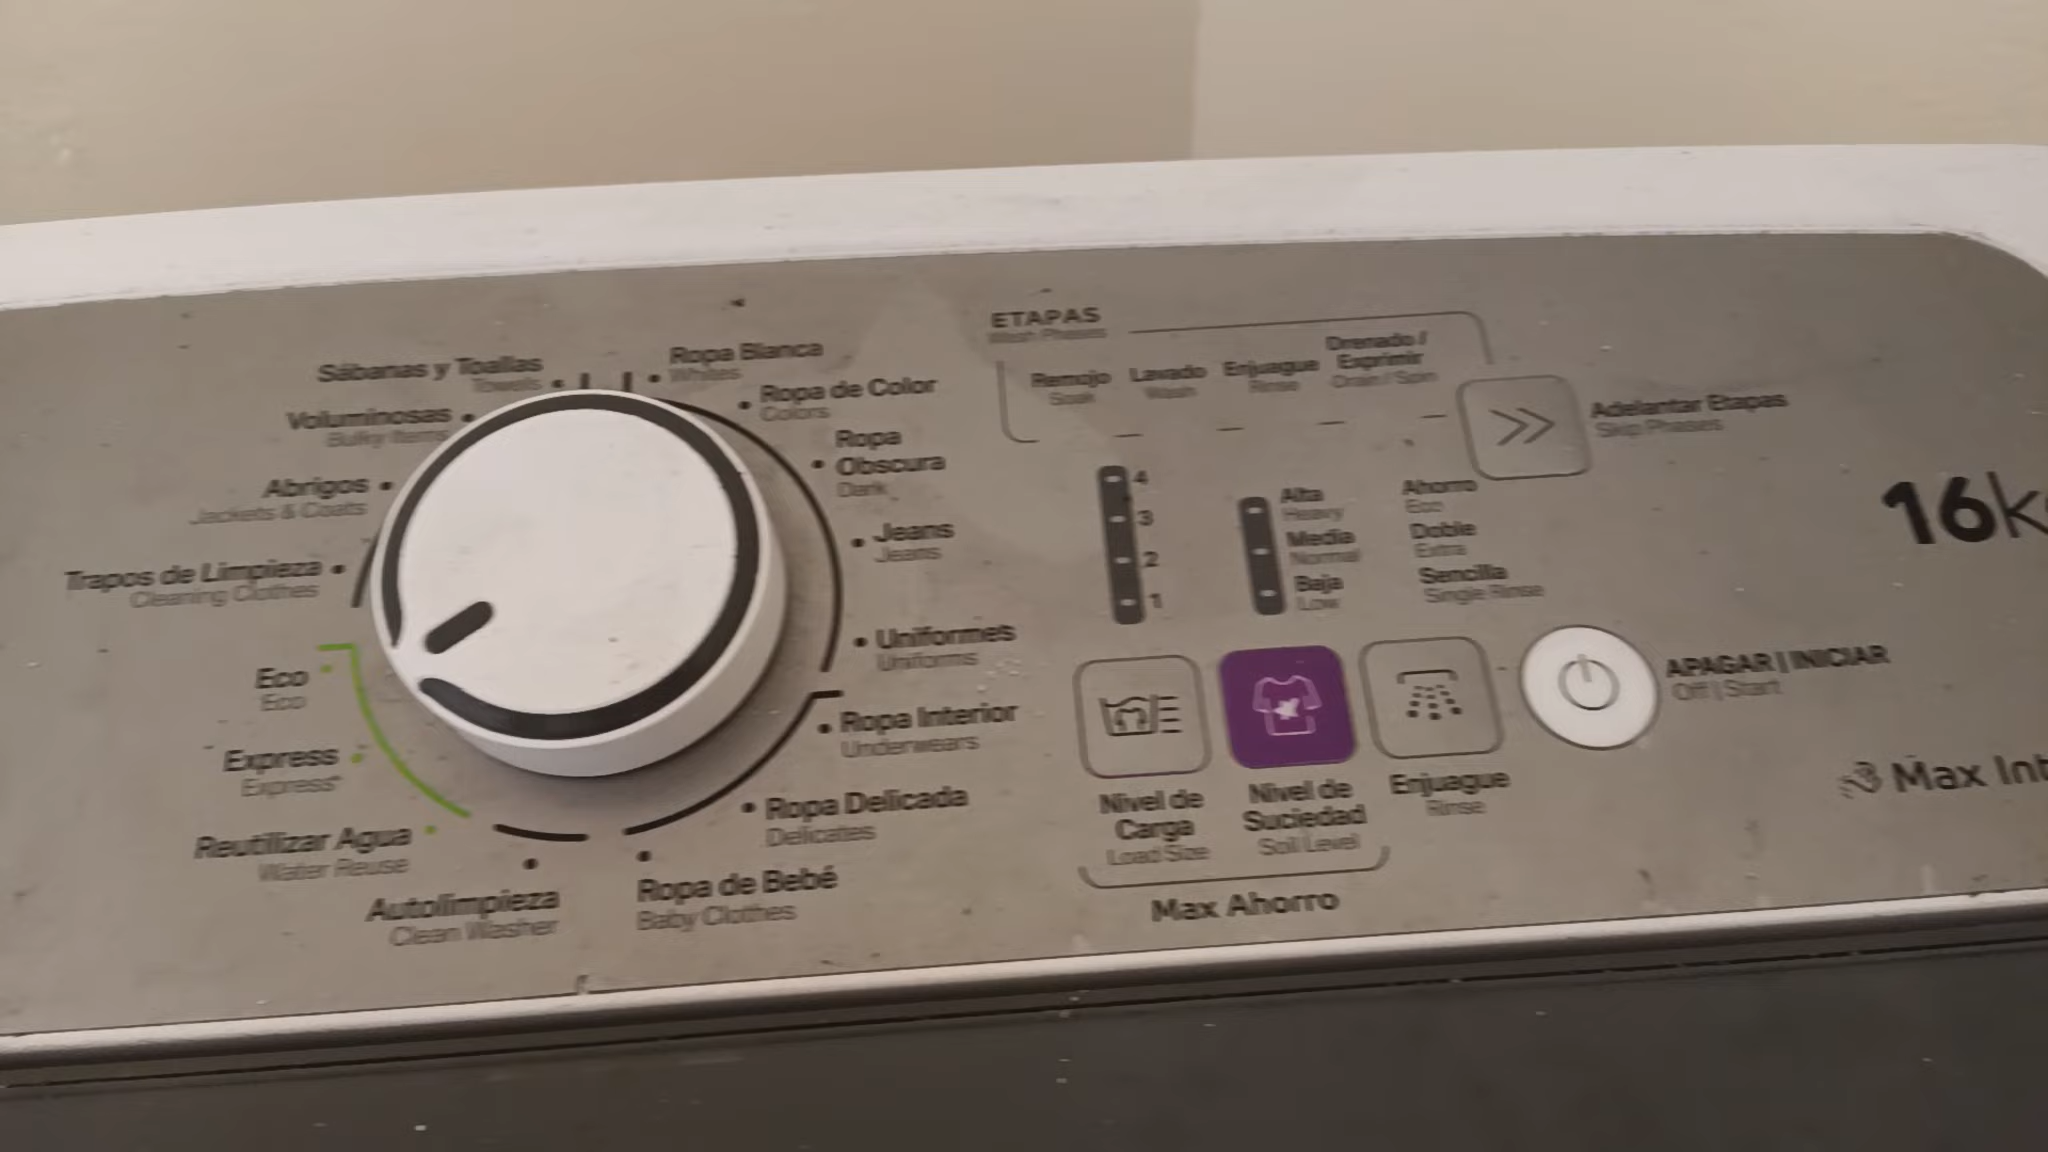 Sábanas y Toallas
Towels
Voluminosas
Bulky Items
Abrigos
Jackets & Coats
Trapos de Limpieza
Cleaning Clothes
Eco
Eco
Express
Express*
Reutilizar Agua
Water Reuse
Autolimpieza
Clean Washer
Ropa Blanca
Whites
Ropa de Color
Colors
Ropa
Obscura
Dark
Jeans
Jeans
Uniformes
Uniforms
Ropa Interior
Underwears
Ropa Delicada
Delicates
Ropa de Bebé
Baby Clothes
ETAPAS
Wash Phases
Remojo
Soak
Lavado
Wash
Enjuague
Rinse
Drenado /
Exprimir
Drain / Spin
Adelantar Etapas
Skip Phases
4
3
2
1
Alta
Heavy
Media
Normal
Baja
Low
Ahorro
Eco
Doble
Extra
Sencilla
Single Rinse
Nivel de
Carga
Load Size
Nivel de
Suciedad
Soil Level
Max Ahorro
Enjuague
Rinse
APAGAR | INICIAR
Off | Start
16k
Max Int